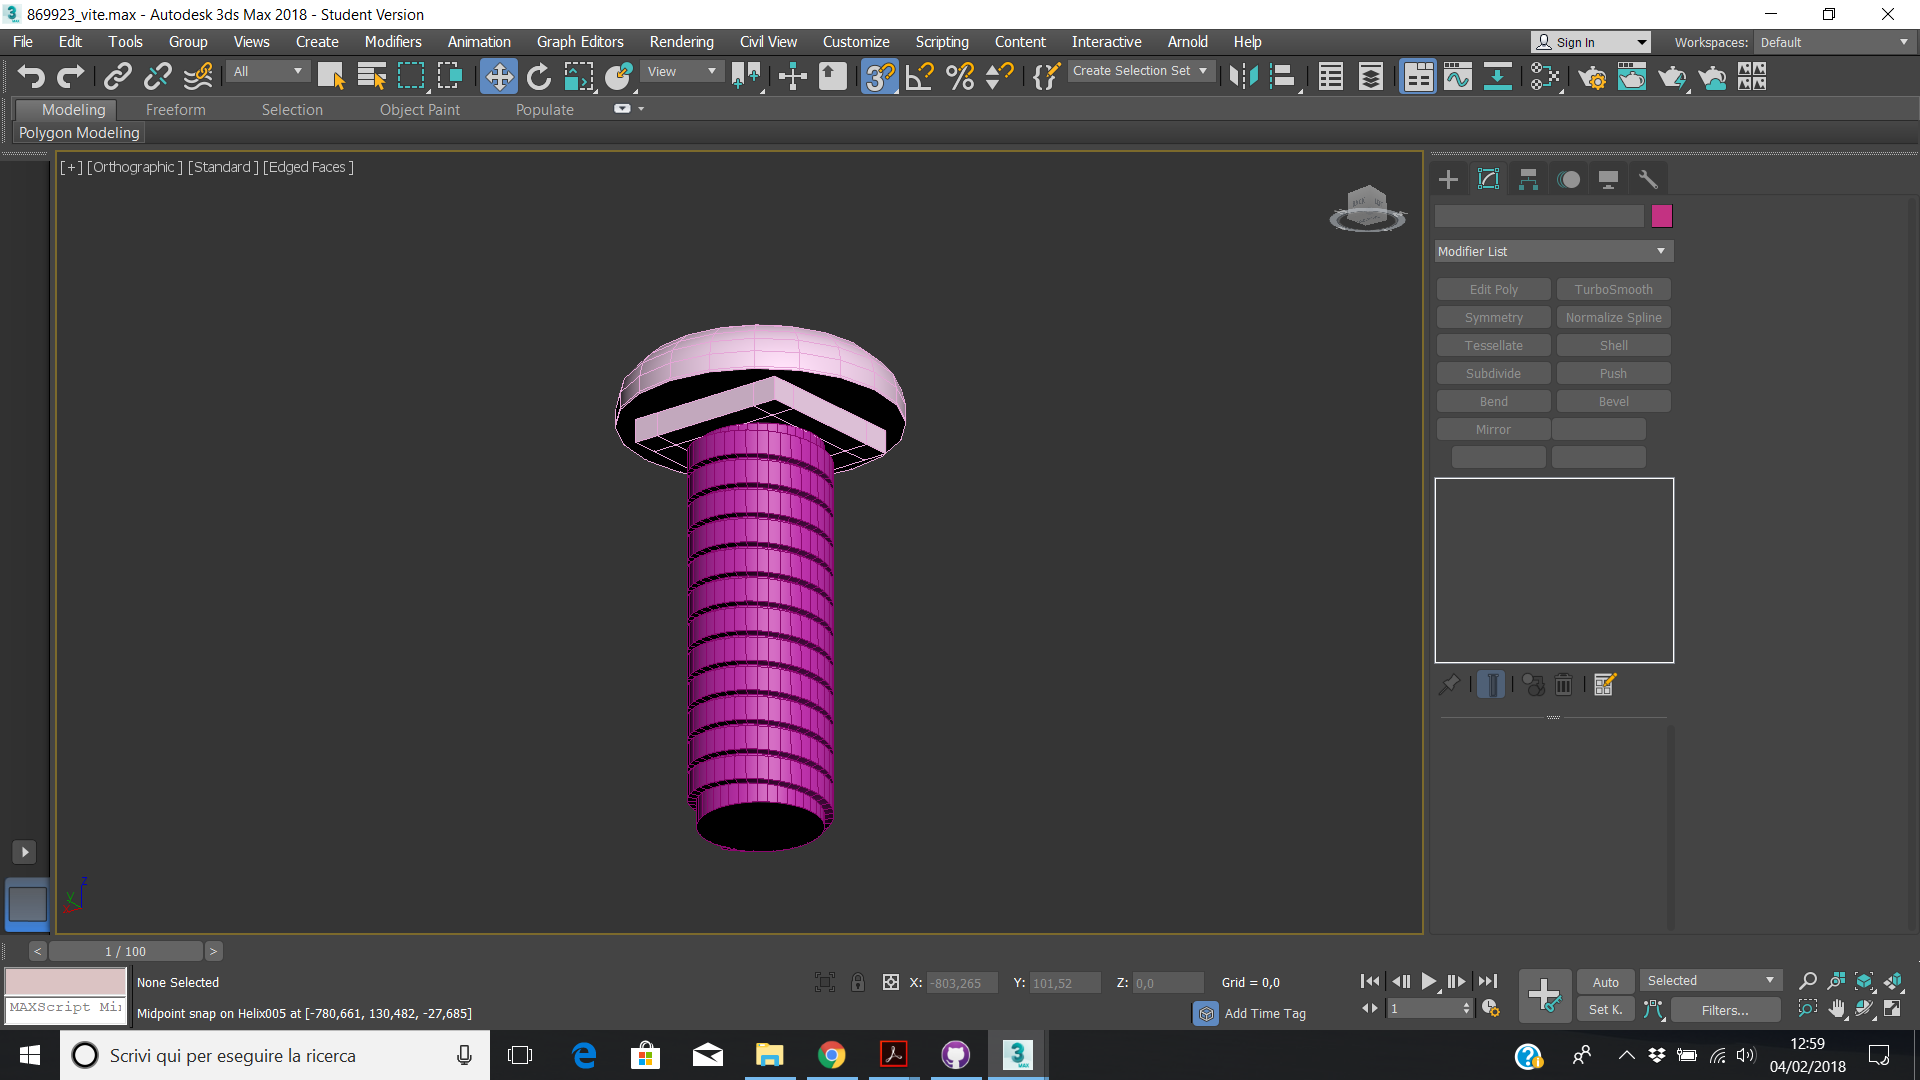 869923_vite.max - Autodesk 3ds Max 2018 - Student Version
File Edit Tools Group Views Create Modifiers Animation Graph Editors Rendering Civil View Customize Scripting Content Interactive Arnold Help
Sign In
Workspaces: Default
All
View
Create Selection Set
Modeling Freeform Selection Object Paint Populate
Polygon Modeling
[+] [Orthographic ] [Standard ] [Edged Faces ]
Modifier List
Edit Poly TurboSmooth
Symmetry Normalize Spline
Tessellate Shell
Subdivide Push
Bend Bevel
Mirror
z
y
x
< 1 / 100 >
None Selected
X: -803,265 Y: 101,52 Z: 0,0 Grid = 0,0
Auto Selected
MAXScript Mi
Midpoint snap on Helix005 at [-780,661, 130,482, -27,685]
Add Time Tag
1
Set K. Filters...
Scrivi qui per eseguire la ricerca
12:59
04/02/2018